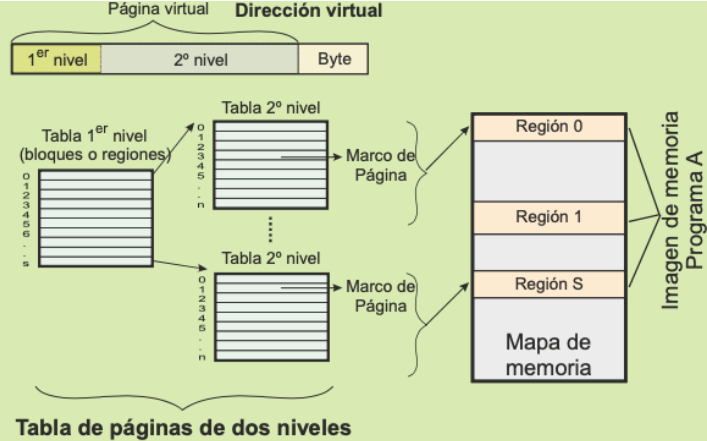 Página virtual
Dirección virtual
1er nivel
2º nivel
Byte
Tabla 1er nivel
(bloques o regiones)
0
1
2
3
4
5
6
.
.
s
Tabla 2º nivel
0
1
2
3
4
5
.
.
n
Marco de
Página
Tabla 2º nivel
0
1
2
3
4
5
.
.
n
Marco de
Página
Región 0
Región 1
Región S
Mapa de
memoria
Imagen de memoria
Programa A
Tabla de páginas de dos niveles